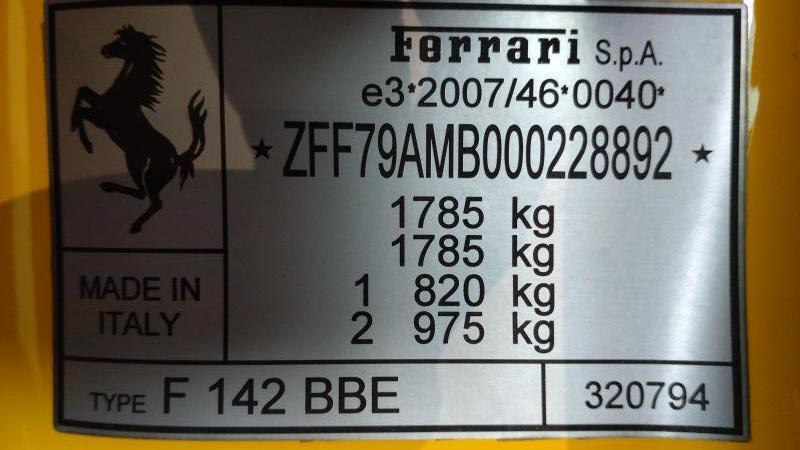 Ferrari S.p.A.
e3*2007/46*0040*
★ ZFF79AMB000228892 ★
1785 kg
1785 kg
1 820 kg
2 975 kg
MADE IN
ITALY
TYPE F 142 BBE
320794